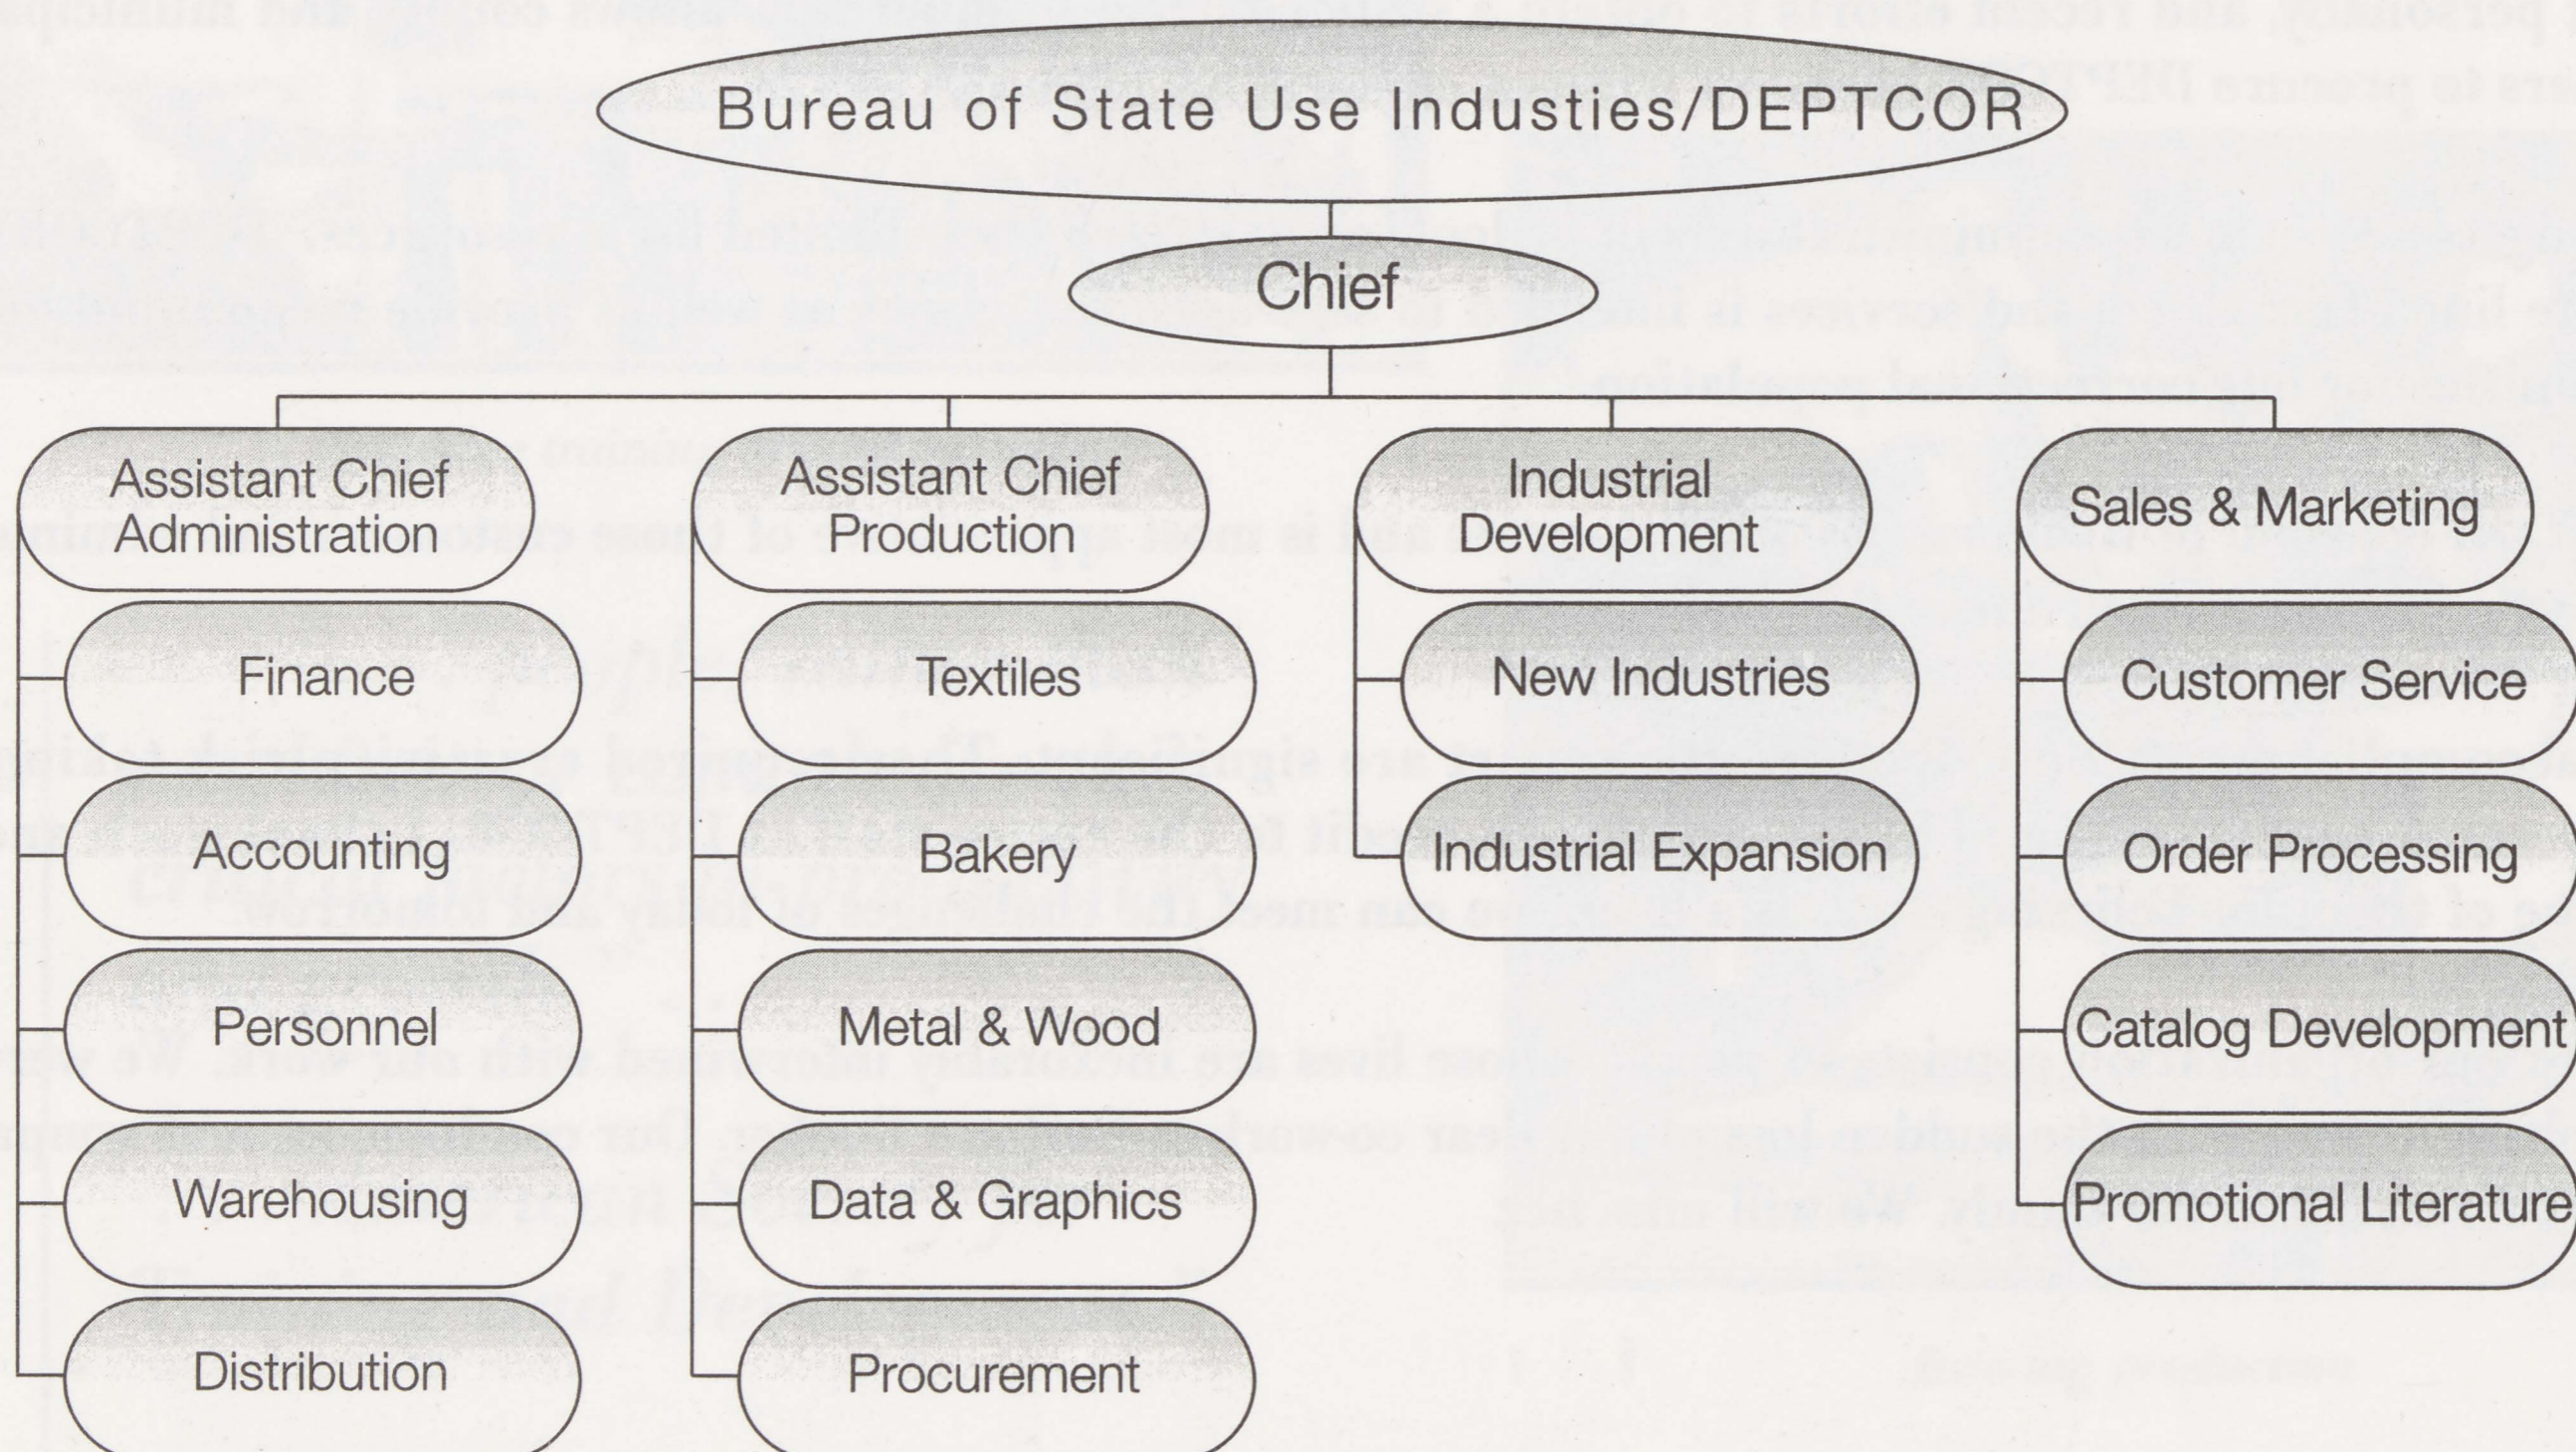 Bureau of State Use Industies/DEPTCOR
Chief
Assistant Chief
Administration
Finance
Accounting
Personnel
Warehousing
Distribution
Assistant Chief
Production
Textiles
Bakery
Metal & Wood
Data & Graphics
Procurement
Industrial
Development
New Industries
Industrial Expansion
Sales & Marketing
Customer Service
Order Processing
Catalog Development
Promotional Literature